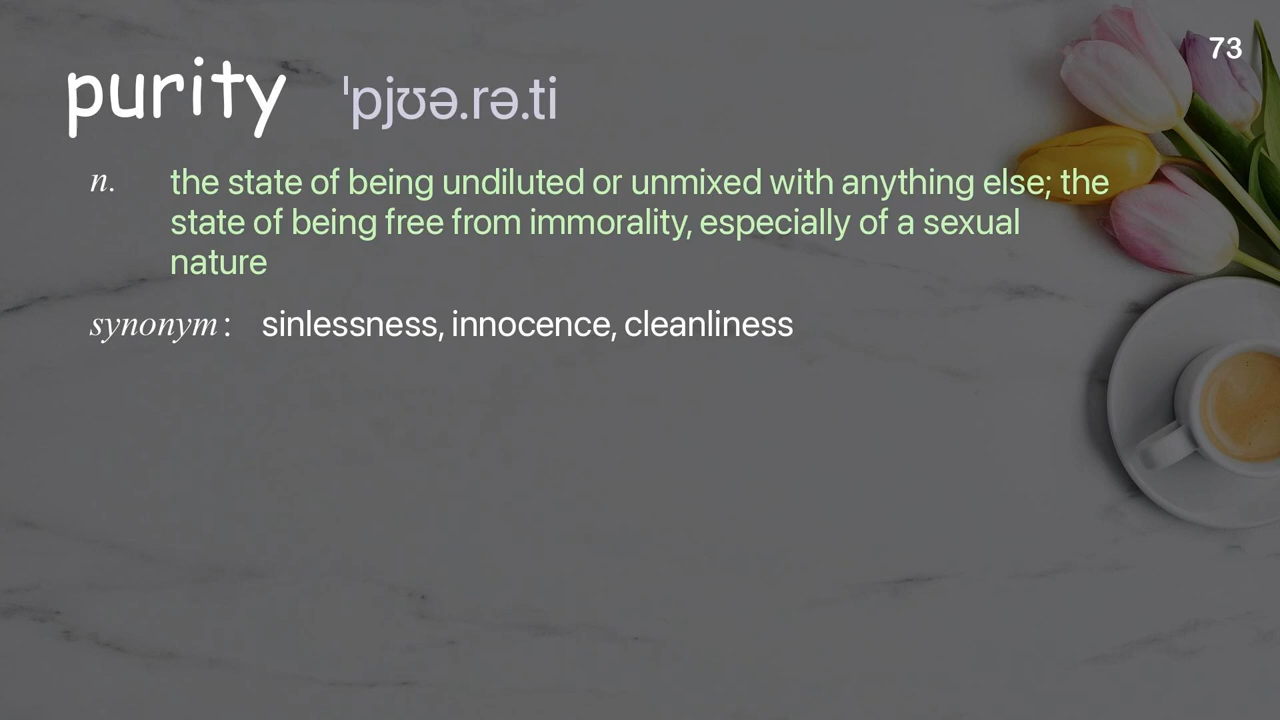 73
purity ˈpjʊə.rə.ti
n. the state of being undiluted or unmixed with anything else; the
state of being free from immorality, especially of a sexual
nature
synonym: sinlessness, innocence, cleanliness